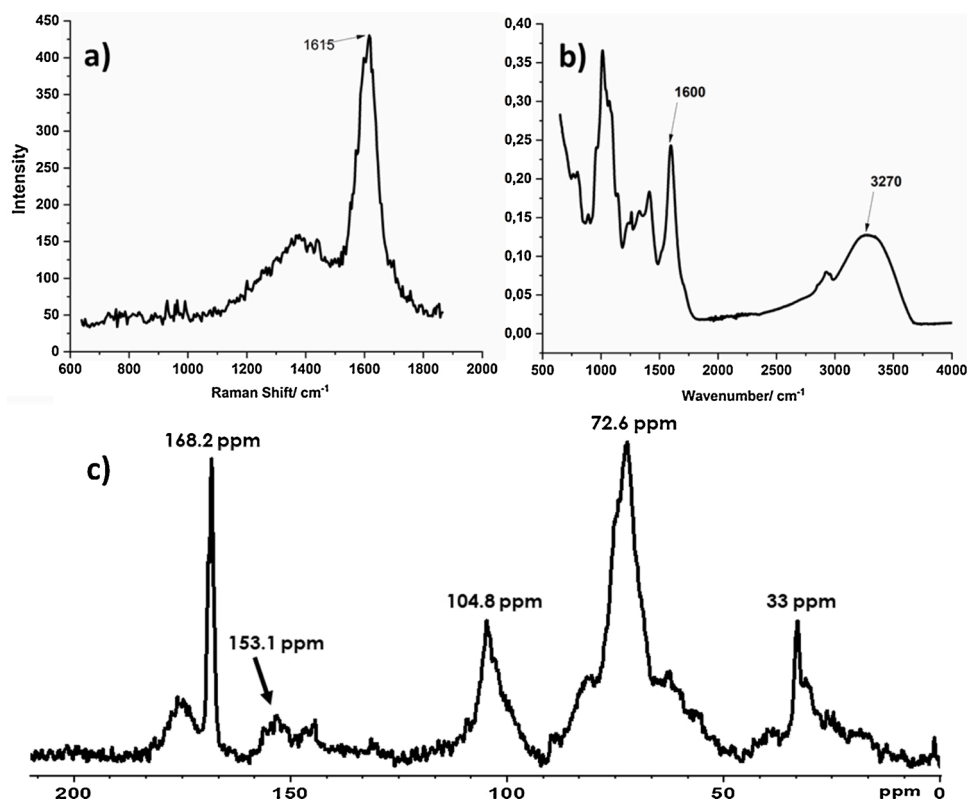 a)
1615
450
400
350
300
250
200
150
100
50
0
Intensity
600 800 1000 1200 1400 1600 1800 2000
Raman Shift/ cm-1
b)
1600
3270
0,40
0,35
0,30
0,25
0,20
0,15
0,10
0,05
0,00
500 1000 1500 2000 2500 3000 3500 4000
Wavenumber/ cm-1
c)
168.2 ppm
153.1 ppm
104.8 ppm
72.6 ppm
33 ppm
200 150 100 50 ppm 0